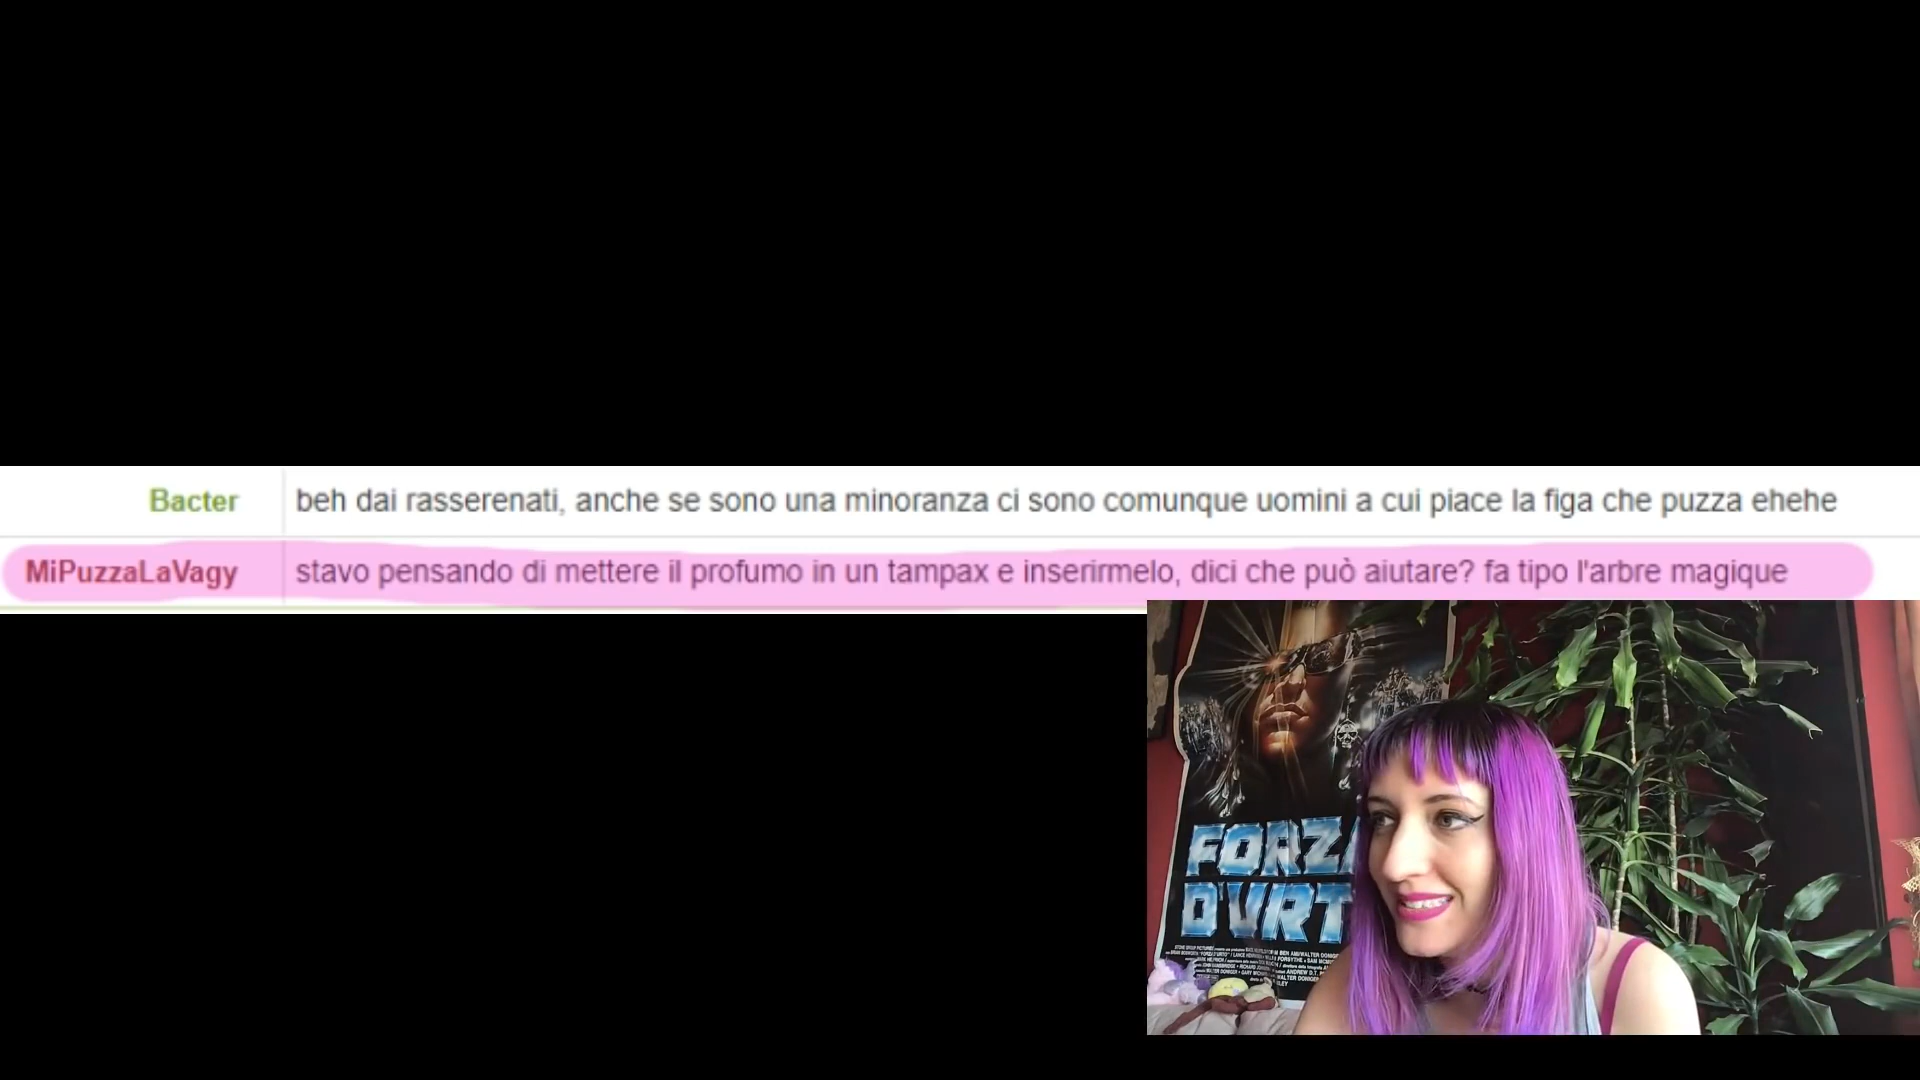 Bacter beh dai rasserenati, anche se sono una minoranza ci sono comunque uomini a cui piace la figa che puzza ehehe
MiPuzzaLaVagy stavo pensando di mettere il profumo in un tampax e inserirmelo, dici che può aiutare? fa tipo l'arbre magique
FORZA
D'URT